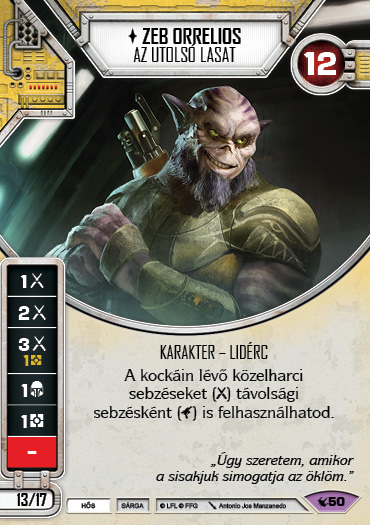 ZEB ORRELIOS
AZ UTOLSÓ LASAT
12
1
2
3
1
1
1
–
KARAKTER – LIDÉRC
A kockáin lévő közelharci
sebzéseket (X) távolsági
sebzésként ( ) is felhasználhatod.
„Úgy szeretem, amikor
a sisakjuk simogatja az öklöm.”
13/17
HŐS
SÁRGA
© LFL © FFG
Antonio Jos Manzanedo
50